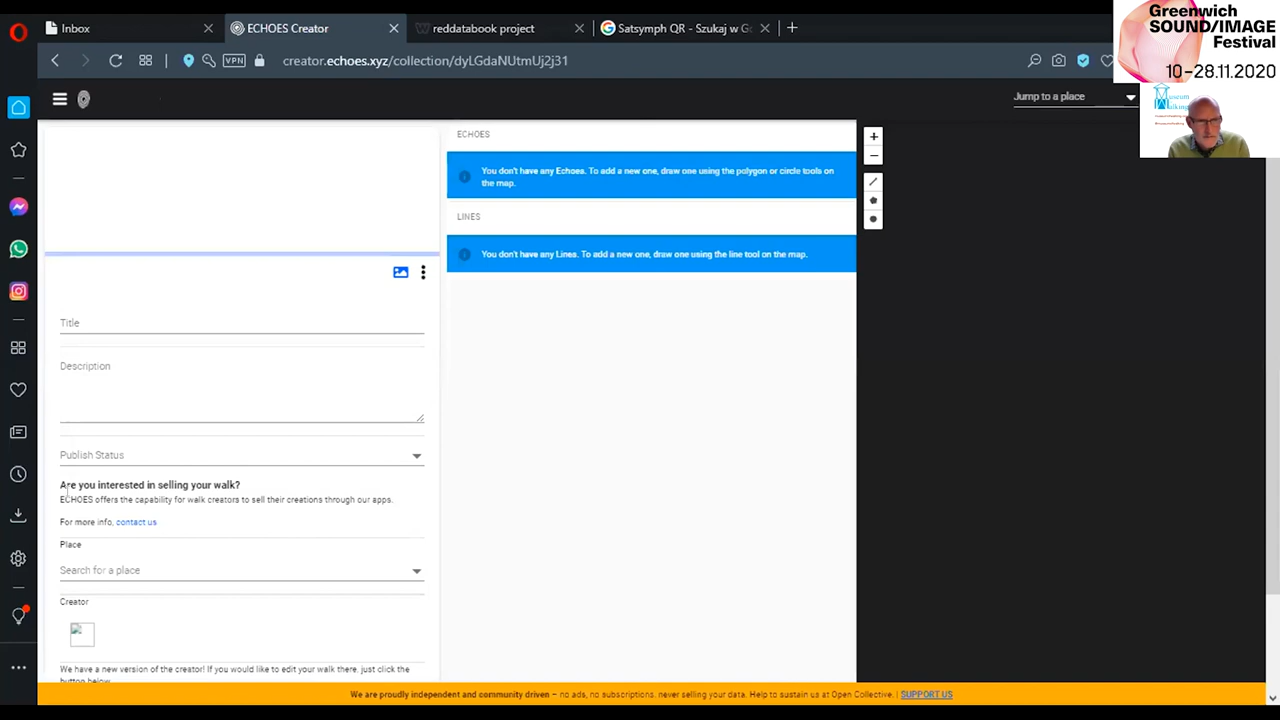 Inbox
ECHOES Creator
reddatabook project
Satsymph QR - Szukaj w Go
Greenwich
SOUND/IMAGE
Festival
10-28.11.2020
VPN
creator.echoes.xyz/collection/dyLGdaNUtmUj2j31
Jump to a place
ECHOES
You don't have any Echoes. To add a new one, draw one using the polygon or circle tools on
the map.
LINES
You don't have any Lines. To add a new one, draw one using the line tool on the map.
+
−
Title
Description
Publish Status
Are you interested in selling your walk?
ECHOES offers the capability for walk creators to sell their creations through our apps.
For more info, contact us
Place
Search for a place
Creator
We have a new version of the creator! If you would like to edit your walk there, just click the
button below
We are proudly independent and community driven – no ads, no subscriptions, never selling your data. Help to sustain us at Open Collective. | SUPPORT US